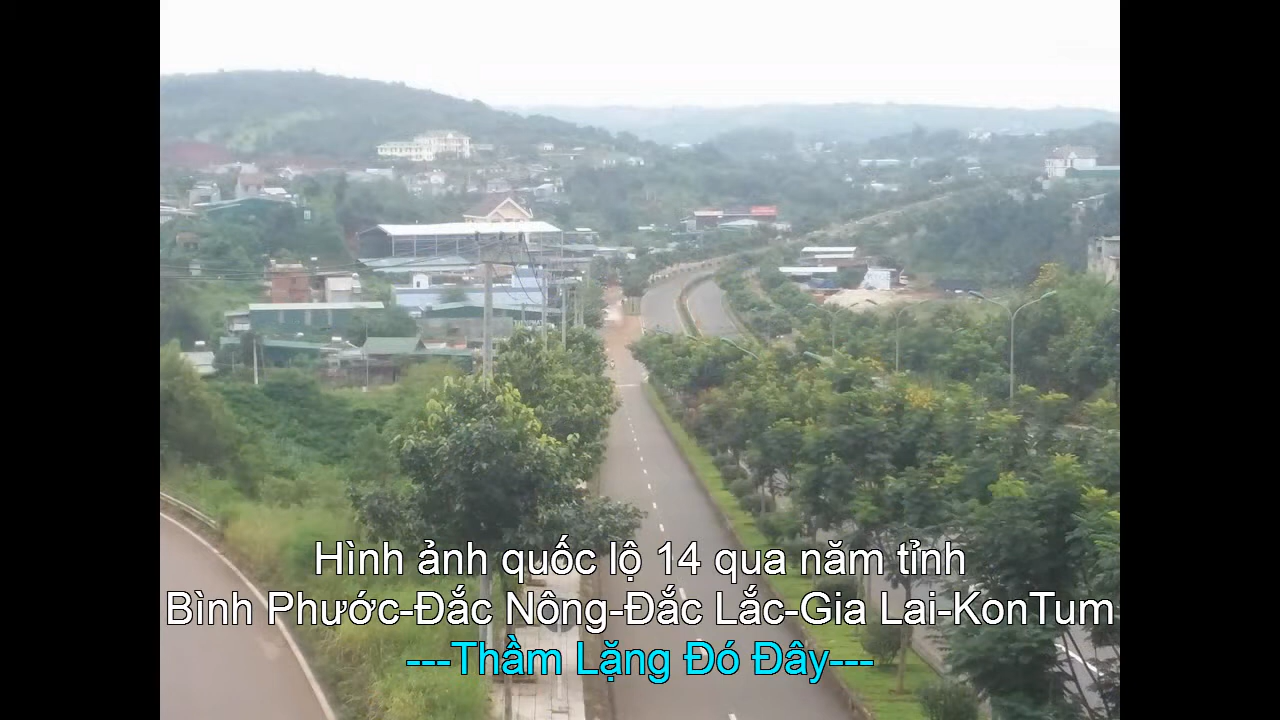 Hình ảnh quốc lộ 14 qua năm tỉnh
Bình Phước-Đắc Nông-Đắc Lắc-Gia Lai-KonTum
---Thầm Lặng Đó Đây---